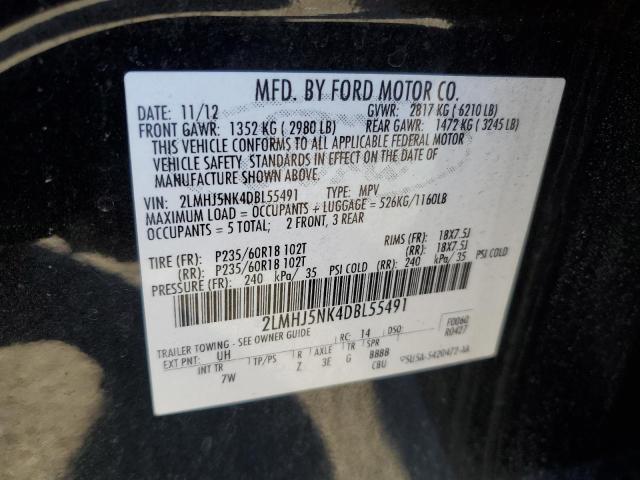 MFD. BY FORD MOTOR CO.
DATE: 11/12 GVWR: 2817 KG ( 6210 LB)
FRONT GAWR: 1352 KG ( 2980 LB) REAR GAWR: 1472 KG ( 3245 LB)
THIS VEHICLE CONFORMS TO ALL APPLICABLE FEDERAL MOTOR
VEHICLE SAFETY. STANDARDS IN EFFECT ON THE DATE OF
MANUFACTURE SHOWN ABOVE.
VIN: 2LMHJ5NK4DBL55491 TYPE: MPV
MAXIMUM LOAD = OCCUPANTS + LUGGAGE = 526KG/1160LB
OCCUPANTS = 5 TOTAL; 2 FRONT, 3 REAR
TIRE (FR): P235/60R18 102T RIMS (FR): 18X7.5J
(RR): P235/60R18 102T (RR): 18X7.5J
PRESSURE (FR): 240 kPa/ 35 PSI COLD (RR): 240 kPa/ 35 PSI COLD
2LMHJ5NK4DBL55491
TRAILER TOWING - SEE OWNER GUIDE RC: 14 DSO: F0060
EXT PNT: UH R0427
INT TR TP/PS R AXLE TR SPR
7W Z 3E G BBBB
CBU 5U5A-5420472-AA